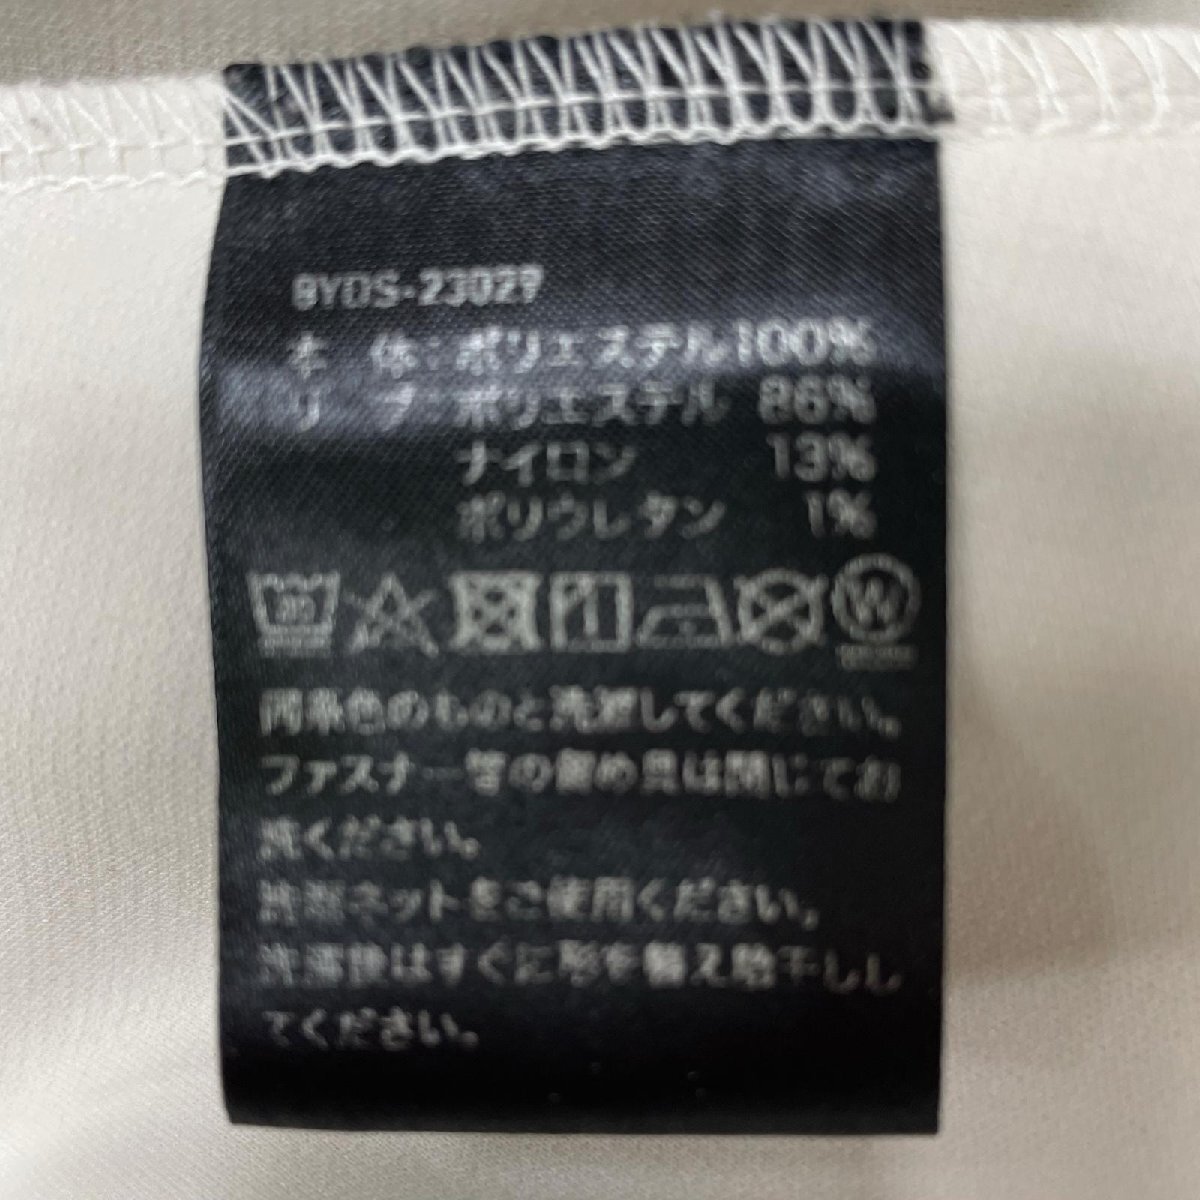 BYDS-23029
本 体:ポリエステル100%
リ ブ ポリエステル 86%
ナイロン 13%
ポリウレタン 1%
W
同系色のものと洗濯してください。
ファスナー等の留め具は閉じてお
洗ください。
洗濯ネットをご使用ください。
洗濯後はすぐに形を整え陰干しし
てください。